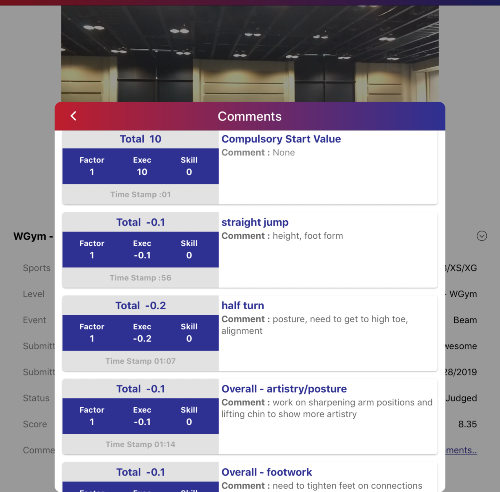 Comments
Total 10
Compulsory Start Value
Factor Exec Skill
1 10 0
Comment : None
Time Stamp :01
WGym -
Total -0.1
straight jump
Factor Exec Skill
1 -0.1 0
Comment : height, foot form
Time Stamp :56
Sports
/XS/XG
Level
- WGym
Total -0.2
half turn
Factor Exec Skill
1 -0.2 0
Comment : posture, need to get to high toe,
alignment
Time Stamp 01:07
Event
Beam
Submitt
wesome
Submitt
/28/2019
Total -0.1
Overall - artistry/posture
Factor Exec Skill
1 -0.1 0
Comment : work on sharpening arm positions and
lifting chin to show more artistry
Time Stamp 01:14
Status
Judged
Score
8.35
Comme
ments..
Total -0.1
Overall - footwork
Comment : need to tighten feet on connections